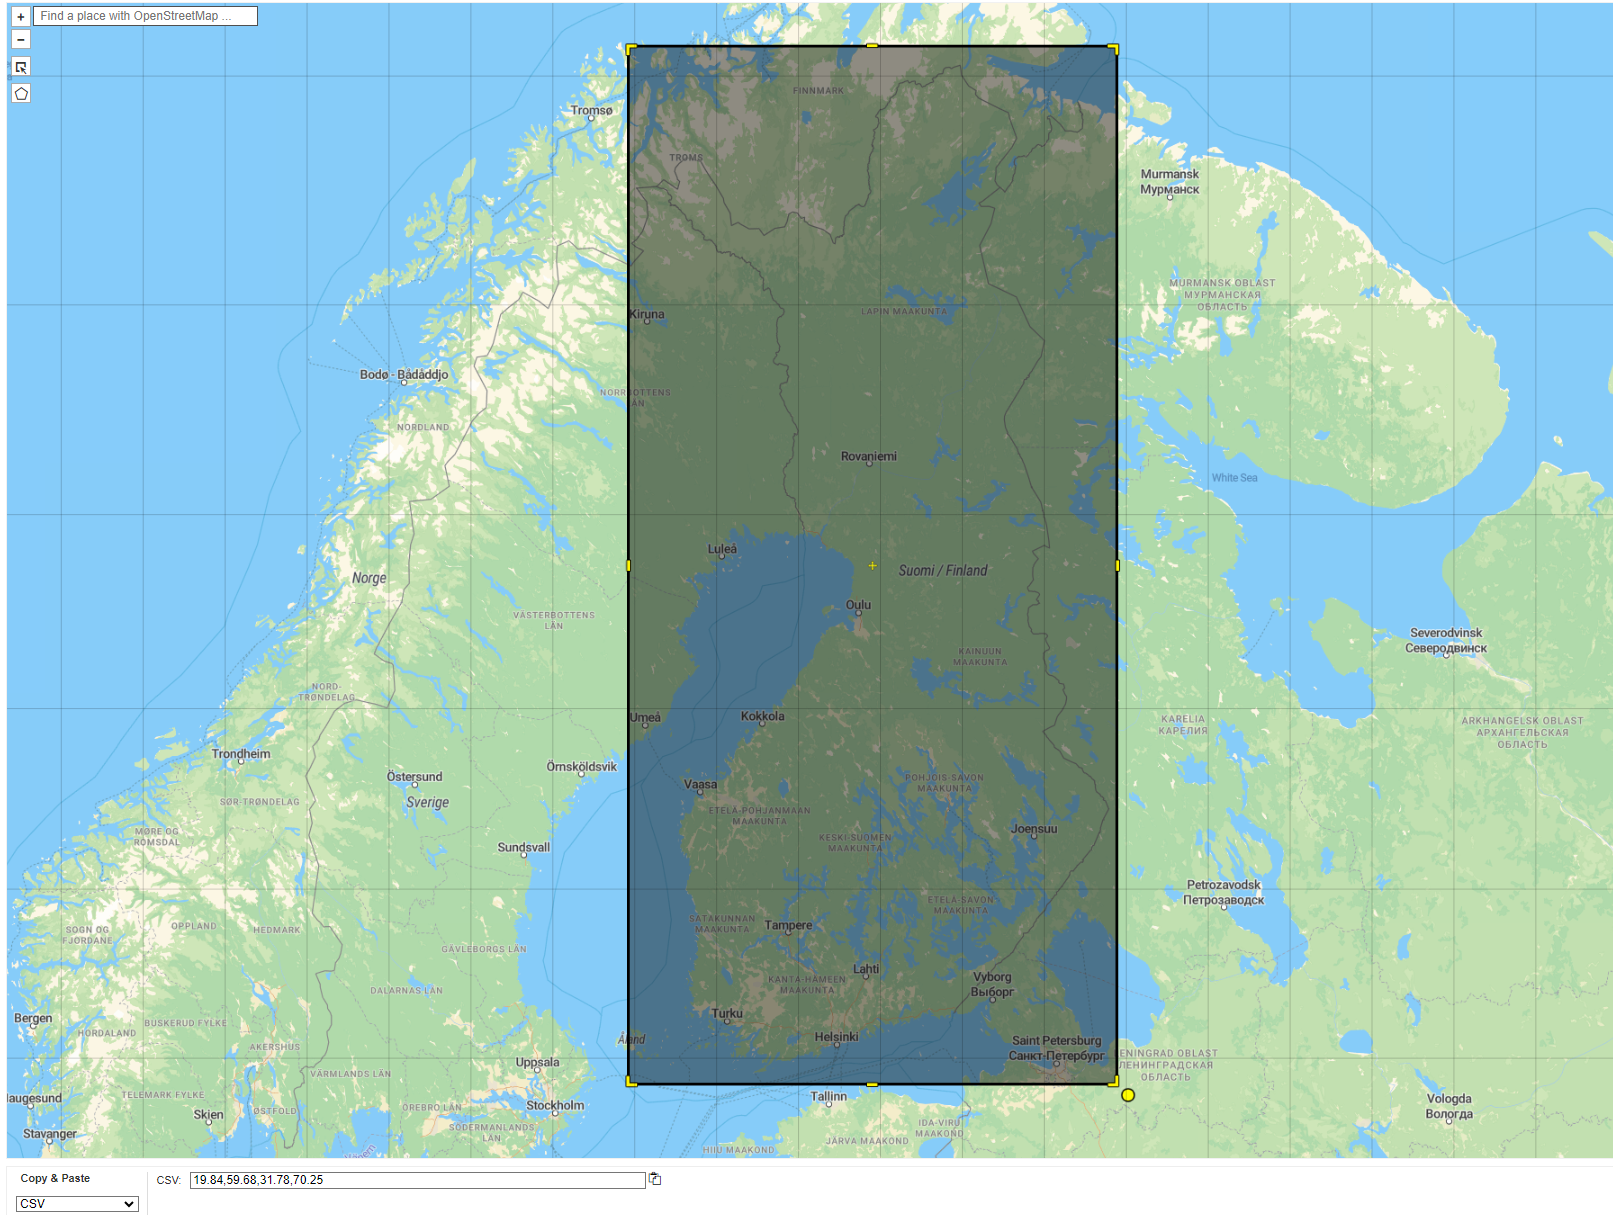 +
Find a place with OpenStreetMap ...
−
FINNMARK
Tromsø
TROMS
Murmansk
Мурманск
MURMANSK OBLAST
МУРМАНСКАЯ
ОБЛАСТЬ
Kiruna
LAPIN MAAKUNTA
Bodø - Bådåddjo
NORRBOTTENS
LÄN
NORDLAND
Rovaniemi
White Sea
Luleå
Norge
Suomi / Finland
Oulu
VÄSTERBOTTENS
LÄN
Severodvinsk
Северодвинск
KAINUUN
MAAKUNTA
NORD-
TRØNDELAG
Umeå
Kokkola
KARELIA
КАРЕЛИЯ
ARKHANGELSK OBLAST
АРХАНГЕЛЬСКАЯ
ОБЛАСТЬ
Trondheim
Örnsköldsvik
Östersund
Vaasa
POHJOIS-SAVON
MAAKUNTA
SØR-TRØNDELAG
Sverige
ETELÄ-POHJANMAAN
MAAKUNTA
MØRE OG
ROMSDAL
Joensuu
KESKI-SUOMEN
MAAKUNTA
Sundsvall
Petrozavodsk
Петрозаводск
ETELÄ-SAVON
MAAKUNTA
SATAKUNNAN
MAAKUNTA
Tampere
SOGN OG
FJORDANE
OPPLAND
HEDMARK
GÄVLEBORGS LÄN
Lahti
KANTA-HÄMEEN
MAAKUNTA
Vyborg
Выборг
DALARNAS LÄN
Bergen
BUSKERUD FYLKE
HORDALAND
Turku
Åland
Helsinki
Saint Petersburg
Санкт-Петербург
AKERSHUS
ENINGRAD OBLAST
ЛЕНИНГРАДСКАЯ
ОБЛАСТЬ
Uppsala
VÄRMLANDS LÄN
TELEMARK FYLKE
augesund
Skien
ØSTFOLD
ÖREBRO LÄN
Stockholm
Tallinn
Vologda
Вологда
SÖDERMANLANDS
LÄN
IDA-VIRU
MAAKOND
Stavanger
JÄRVA MAAKOND
HIIU MAAKOND
Copy & Paste
CSV
CSV:
19.84,59.68,31.78,70.25